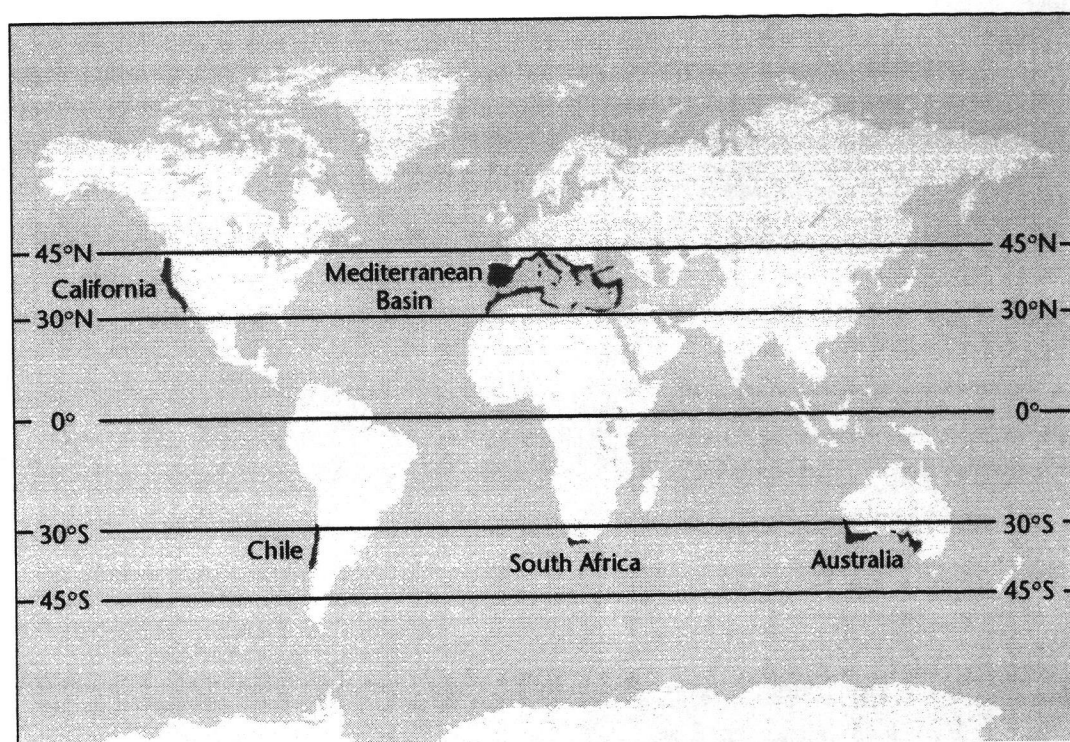 45°N
45°N
California
Mediterranean
Basin
30°N
30°N
0°
0°
30°S
30°S
Chile
South Africa
Australia
45°S
45°S